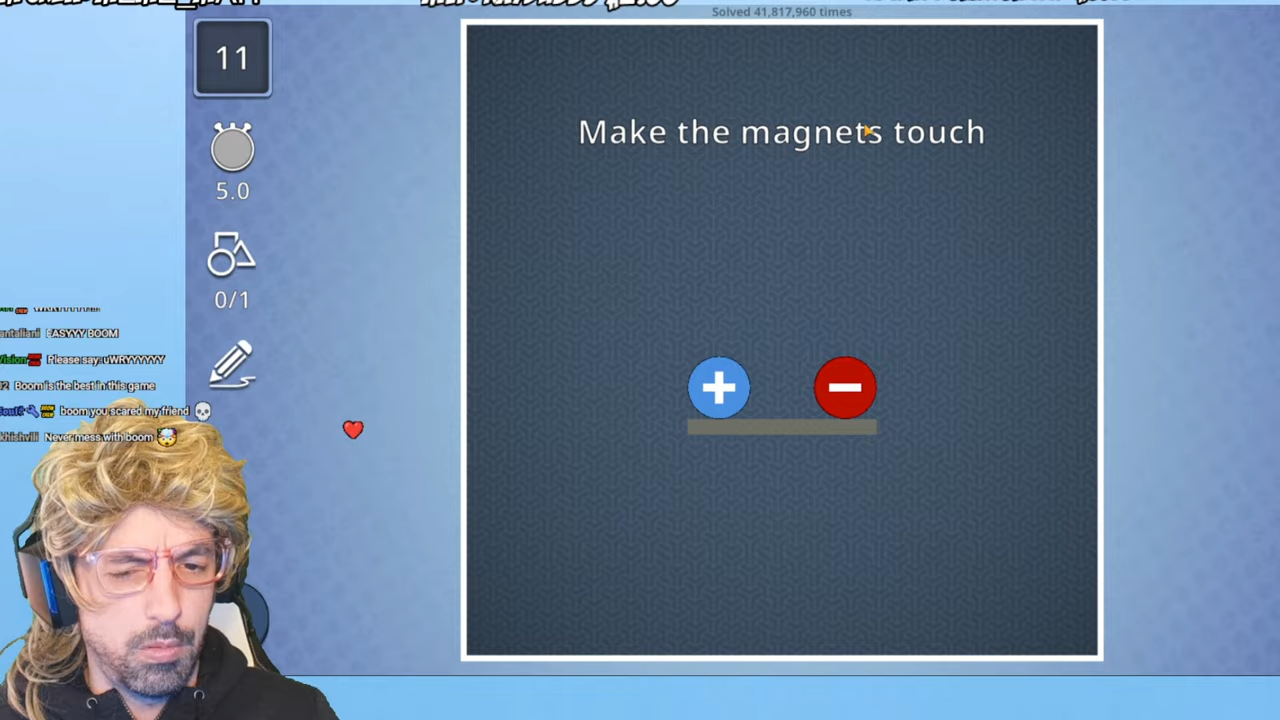 Solved 41,817,960 times
11
Make the magnets touch
5.0
0/1
EASYYY BOOM
Please say uWRYYYYYY
Boom is the best in this game
boom you scared my friend
Never mess with boom